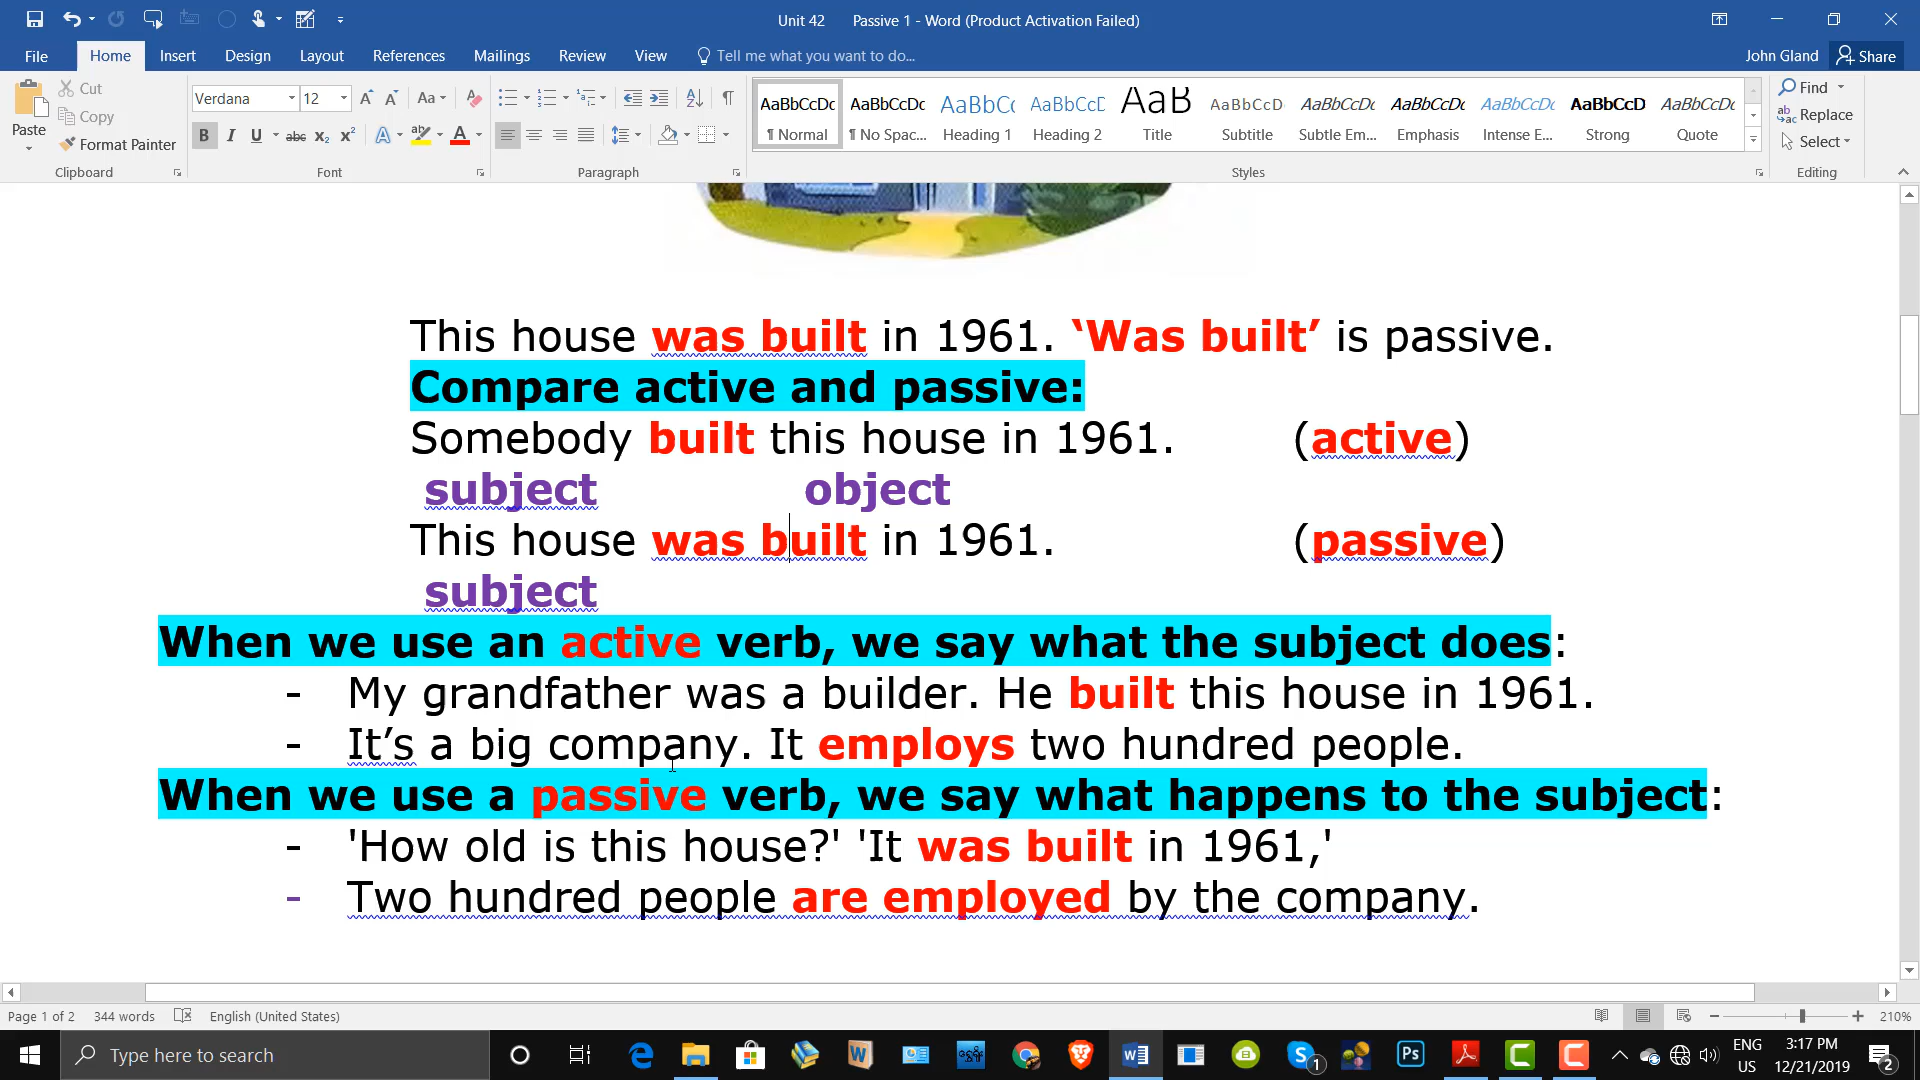 Unit 42 Passive 1 - Word (Product Activation Failed)
File Home Insert Design Layout References Mailings Review View Tell me what you want to do... John Gland Share
Paste Cut Copy Format Painter
Verdana 12 Aa
B I U abc X₂ X² A A
AaBbCcDc AaBbCcDc AaBbCc AaBbCcD AaB AaBbCcD AaBbCcDc AaBbCcDc AaBbCcDc AaBbCcD AaBbCcDc
¶ Normal ¶ No Spac... Heading 1 Heading 2 Title Subtitle Subtle Em... Emphasis Intense E... Strong Quote
Find Replace Select
Clipboard Font Paragraph Styles Editing
This house was built in 1961. ‘Was built’ is passive.
Compare active and passive:
Somebody built this house in 1961. (active)
subject object
This house was built in 1961. (passive)
subject
When we use an active verb, we say what the subject does:
- My grandfather was a builder. He built this house in 1961.
- It’s a big company. It employs two hundred people.
When we use a passive verb, we say what happens to the subject:
- 'How old is this house?' 'It was built in 1961,'
- Two hundred people are employed by the company.
Page 1 of 2 344 words English (United States) 210%
Type here to search
ENG 3:17 PM
US 12/21/2019 2